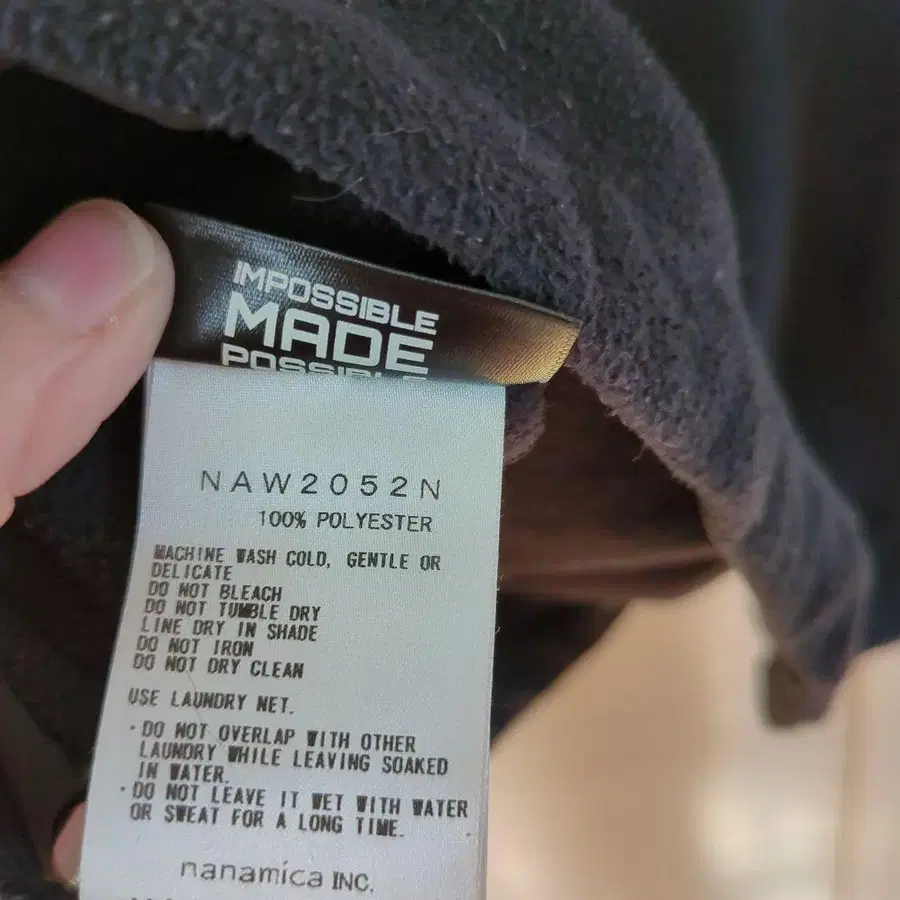 IMPOSSIBLE
MADE
POSSIBLE
NAW2052N
100% POLYESTER
MACHINE WASH COLD, GENTLE OR
DELICATE
DO NOT BLEACH
DO NOT TUMBLE DRY
LINE DRY IN SHADE
DO NOT IRON
DO NOT DRY CLEAN
USE LAUNDRY NET.
・DO NOT OVERLAP WITH OTHER
LAUNDRY WHILE LEAVING SOAKED
IN WATER.
・DO NOT LEAVE IT WET WITH WATER
OR SWEAT FOR A LONG TIME.
nanamica INC.